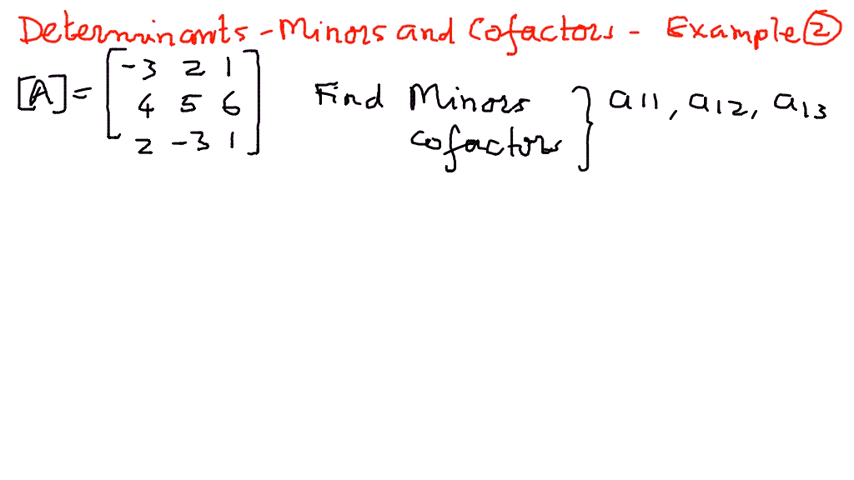 Determinants - Minors and Cofactors - Example ②
[A] = [ -3 2 1
4 5 6
2 -3 1 ]
Find Minors
Cofactors } a11, a12, a13